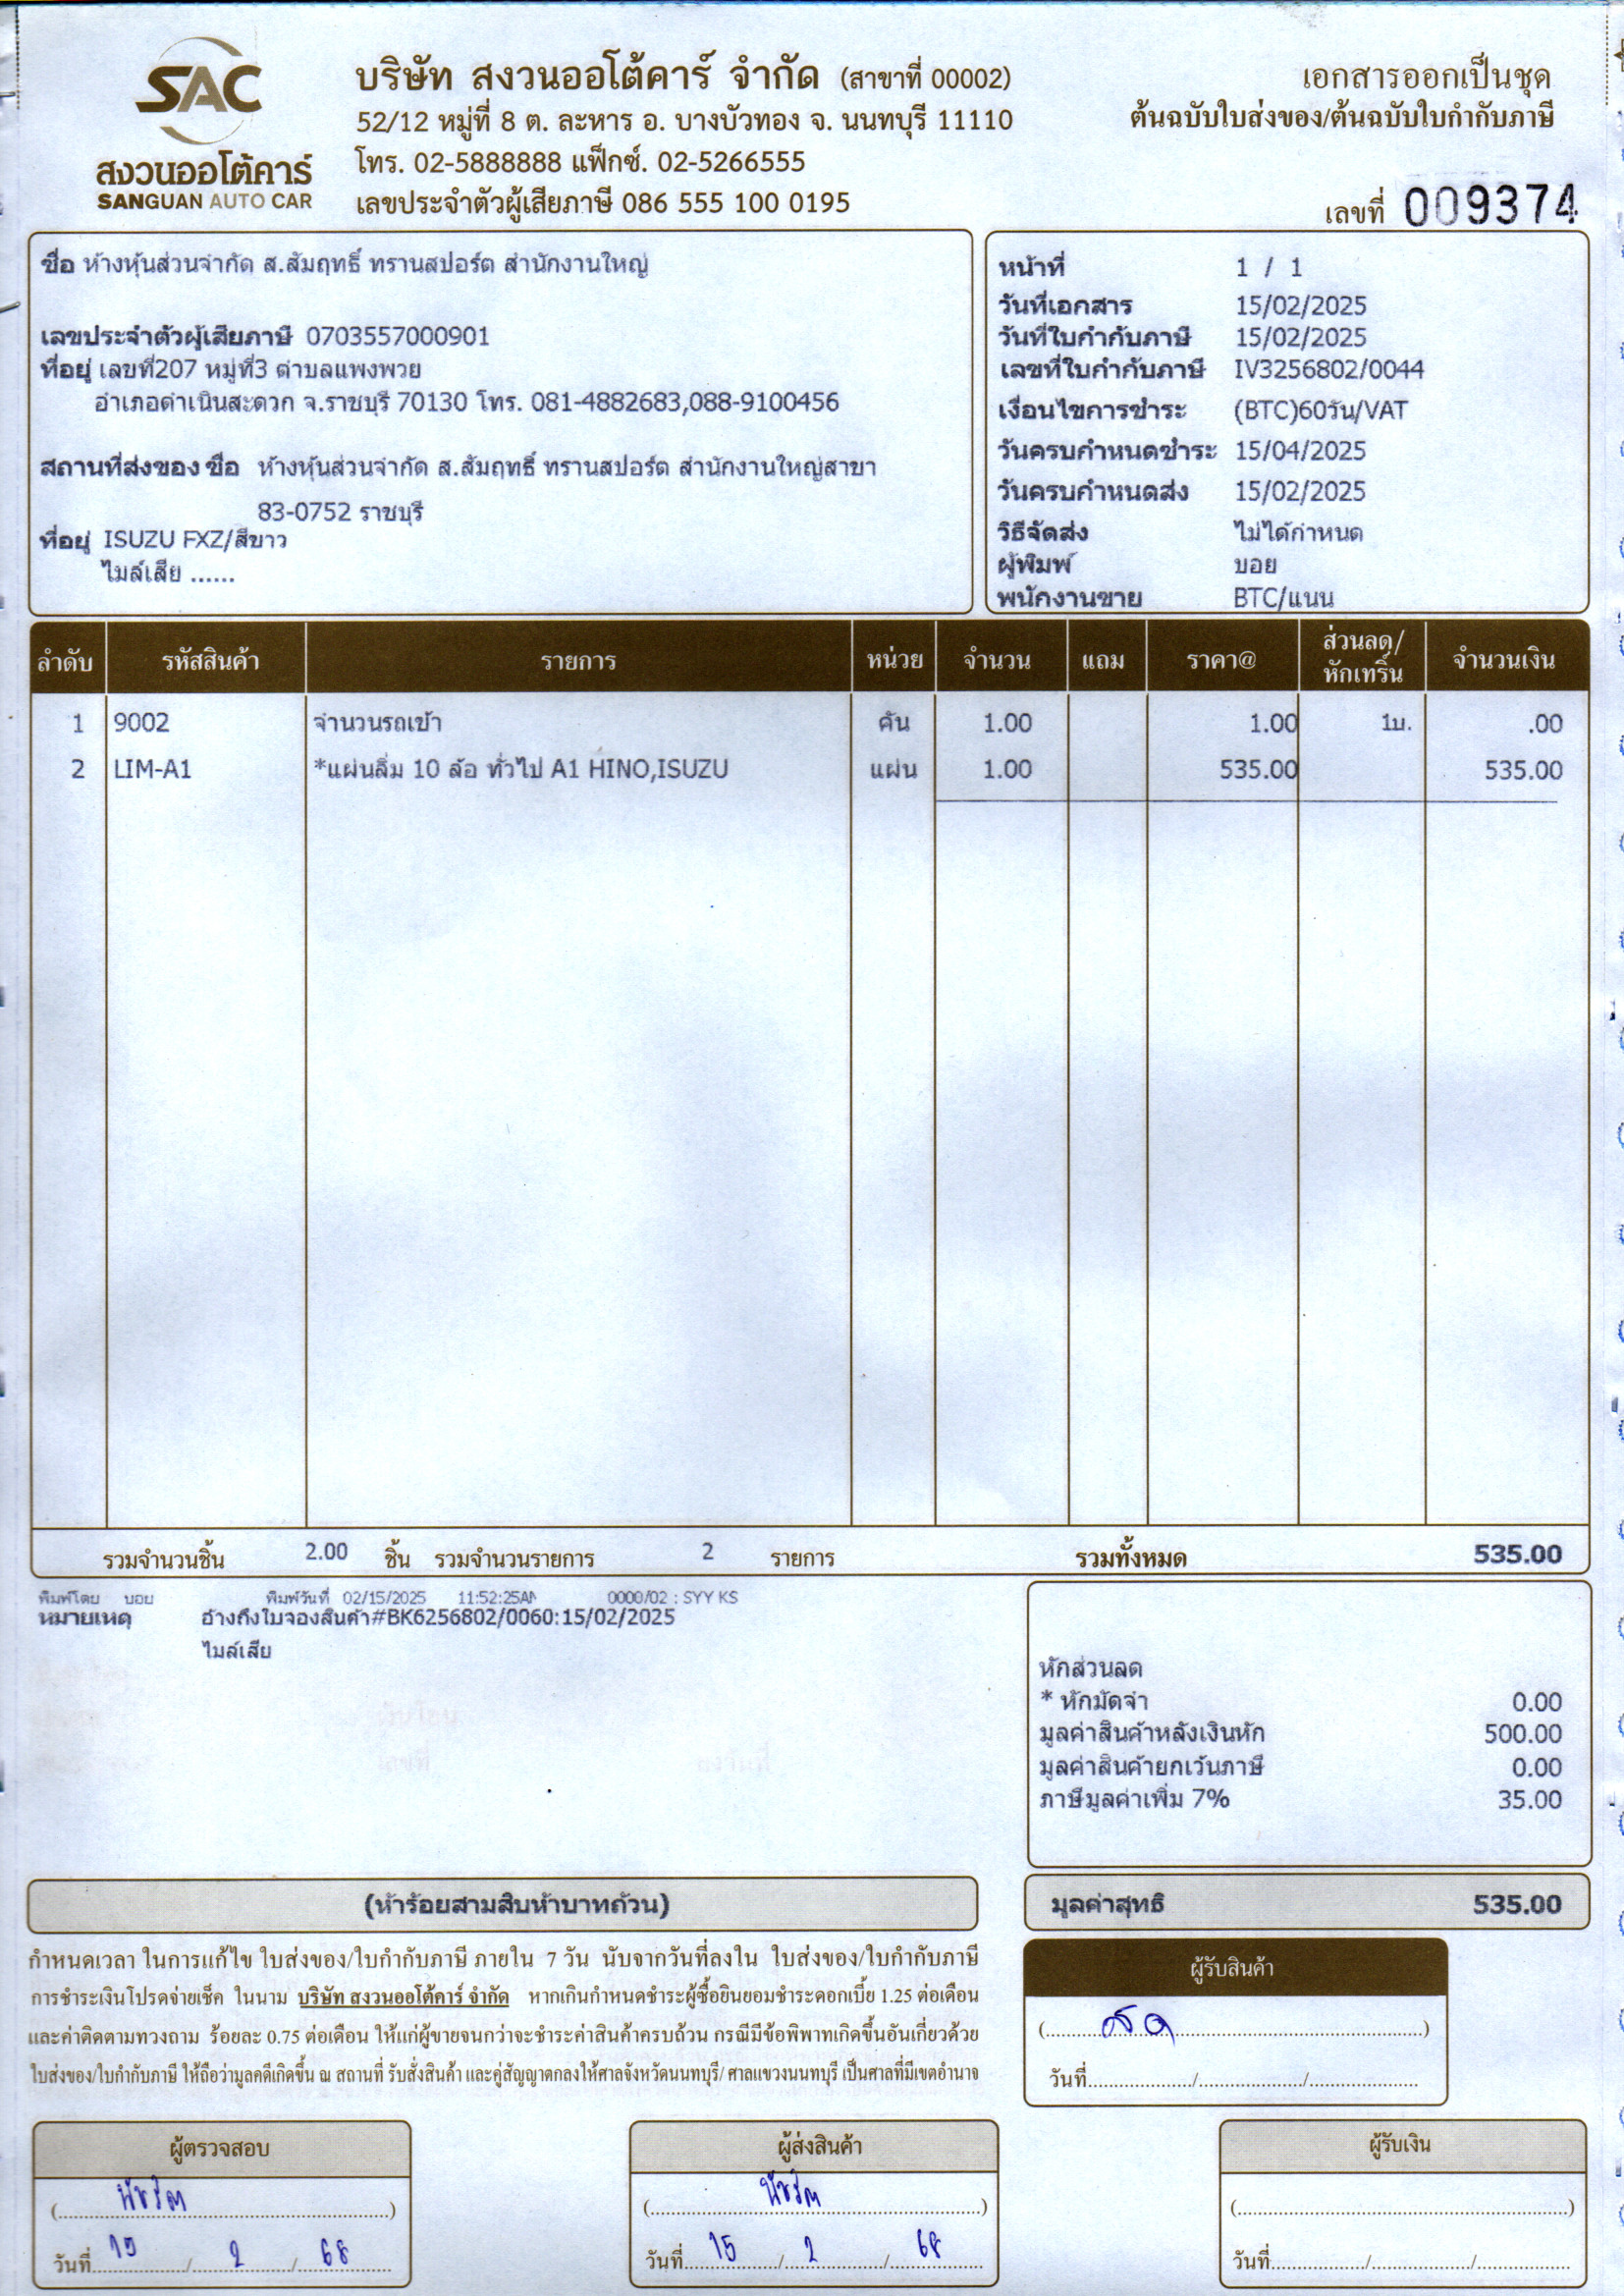 SAC
สงวนออโต้คาร์
SANGUAN AUTO CAR
บริษัท สงวนออโต้คาร์ จำกัด (สาขาที่ 00002)
52/12 หมู่ที่ 8 ต. ละหาร อ. บางบัวทอง จ. นนทบุรี 11110
โทร. 02-5888888 แฟ็กซ์. 02-5266555
เลขประจำตัวผู้เสียภาษี 086 555 100 0195
เอกสารออกเป็นชุด
ต้นฉบับใบส่งของ/ต้นฉบับใบกำกับภาษี
เลขที่ 009374
ชื่อ ห้างหุ้นส่วนจำกัด ส.สัมฤทธิ์ ทรานสปอร์ต สำนักงานใหญ่
เลขประจำตัวผู้เสียภาษี 0703557000901
ที่อยู่ เลขที่207 หมู่ที่3 ตำบลแพงพวย
อำเภอดำเนินสะดวก จ.ราชบุรี 70130 โทร. 081-4882683,088-9100456
สถานที่ส่งของ ชื่อ ห้างหุ้นส่วนจำกัด ส.สัมฤทธิ์ ทรานสปอร์ต สำนักงานใหญ่สาขา
83-0752 ราชบุรี
ที่อยู่ ISUZU FXZ/สีขาว
ไมล์เสีย ......
หน้าที่ 1 / 1
วันที่เอกสาร 15/02/2025
วันที่ใบกำกับภาษี 15/02/2025
เลขที่ใบกำกับภาษี IV3256802/0044
เงื่อนไขการชำระ (BTC)60วัน/VAT
วันครบกำหนดชำระ 15/04/2025
วันครบกำหนดส่ง 15/02/2025
วิธีจัดส่ง ไม่ได้กำหนด
ผู้พิมพ์ บอย
พนักงานขาย BTC/แนน
ลำดับ รหัสสินค้า รายการ หน่วย จำนวน แถม ราคา@ ส่วนลด/หักเทริ์น จำนวนเงิน
1 9002 จำนวนรถเข้า คัน 1.00 1.00 1บ. .00
2 LIM-A1 *แผ่นลิ่ม 10 ล้อ ทั่วไป A1 HINO,ISUZU แผ่น 1.00 535.00 535.00
รวมจำนวนชิ้น 2.00 ชิ้น รวมจำนวนรายการ 2 รายการ รวมทั้งหมด 535.00
พิมพ์โดย บอย พิมพ์วันที่ 02/15/2025 11:52:25AM 0000/02 : SYY KS
หมายเหตุ อ้างถึงใบจองสินค้า#BK6256802/0060:15/02/2025
ไมล์เสีย
หักส่วนลด
* หักมัดจำ 0.00
มูลค่าสินค้าหลังเงินหัก 500.00
มูลค่าสินค้ายกเว้นภาษี 0.00
ภาษีมูลค่าเพิ่ม 7% 35.00
(ห้าร้อยสามสิบห้าบาทถ้วน)
มูลค่าสุทธิ 535.00
กำหนดเวลา ในการแก้ไข ใบส่งของ/ใบกำกับภาษี ภายใน 7 วัน นับจากวันที่ลงใน ใบส่งของ/ใบกำกับภาษี
การชำระเงินโปรดจ่ายเช็ค ในนาม บริษัท สงวนออโต้คาร์ จำกัด หากเกินกำหนดชำระผู้ซื้อยินยอมชำระดอกเบี้ย 1.25 ต่อเดือน
และค่าติดตามทวงถาม ร้อยละ 0.75 ต่อเดือน ให้แก่ผู้ขายจนกว่าจะชำระค่าสินค้าครบถ้วน กรณีมีข้อพิพาทเกิดขึ้นอันเกี่ยวด้วย
ใบส่งของ/ใบกำกับภาษี ให้ถือว่ามูลคดีเกิดขึ้น ณ สถานที่ รับสั่งสินค้า และคู่สัญญาตกลงให้ศาลจังหวัดนนทบุรี/ ศาลแขวงนนทบุรี เป็นศาลที่มีเขตอำนาจ
ผู้รับสินค้า
วันที่........../........../..........
ผู้ตรวจสอบ
วันที่ 15 / 2 / 68
ผู้ส่งสินค้า
วันที่ 15 / 2 / 68
ผู้รับเงิน
(....................)
วันที่........../........../..........